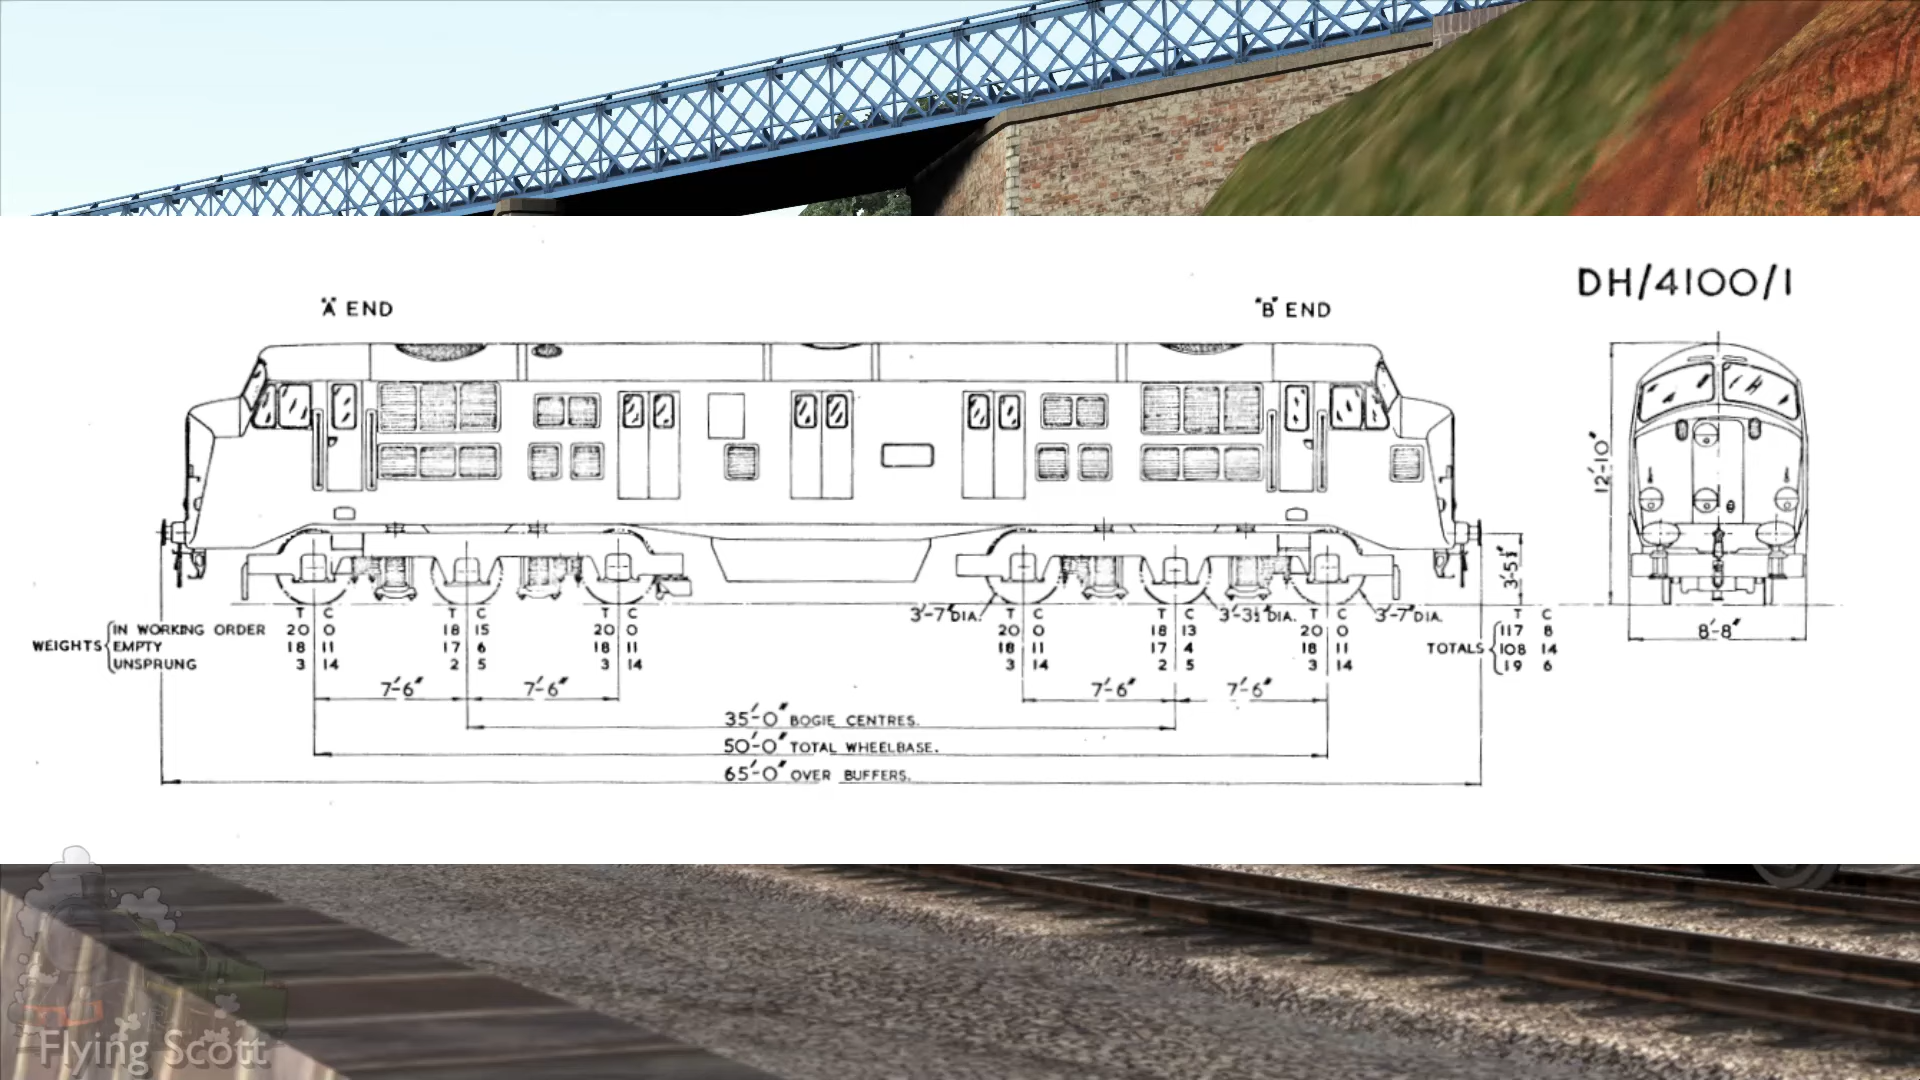 DH/4100/1
"A" END
"B" END
12'-10"
3'-5½"
8'-8"
3'-7" DIA.
3'-3½" DIA.
3'-7" DIA.
T C T C T C T C T C T C T C
WEIGHTS
IN WORKING ORDER 20 0 18 15 20 0 20 0 18 13 20 0 117 8
EMPTY 18 11 17 6 18 11 18 11 17 4 18 11 108 14
UNSPRUNG 3 14 2 5 3 14 3 14 2 5 3 14 19 6
TOTALS
7'-6" 7'-6" 7'-6" 7'-6"
35'-0" BOGIE CENTRES.
50'-0" TOTAL WHEELBASE.
65'-0" OVER BUFFERS.
Flying Scott